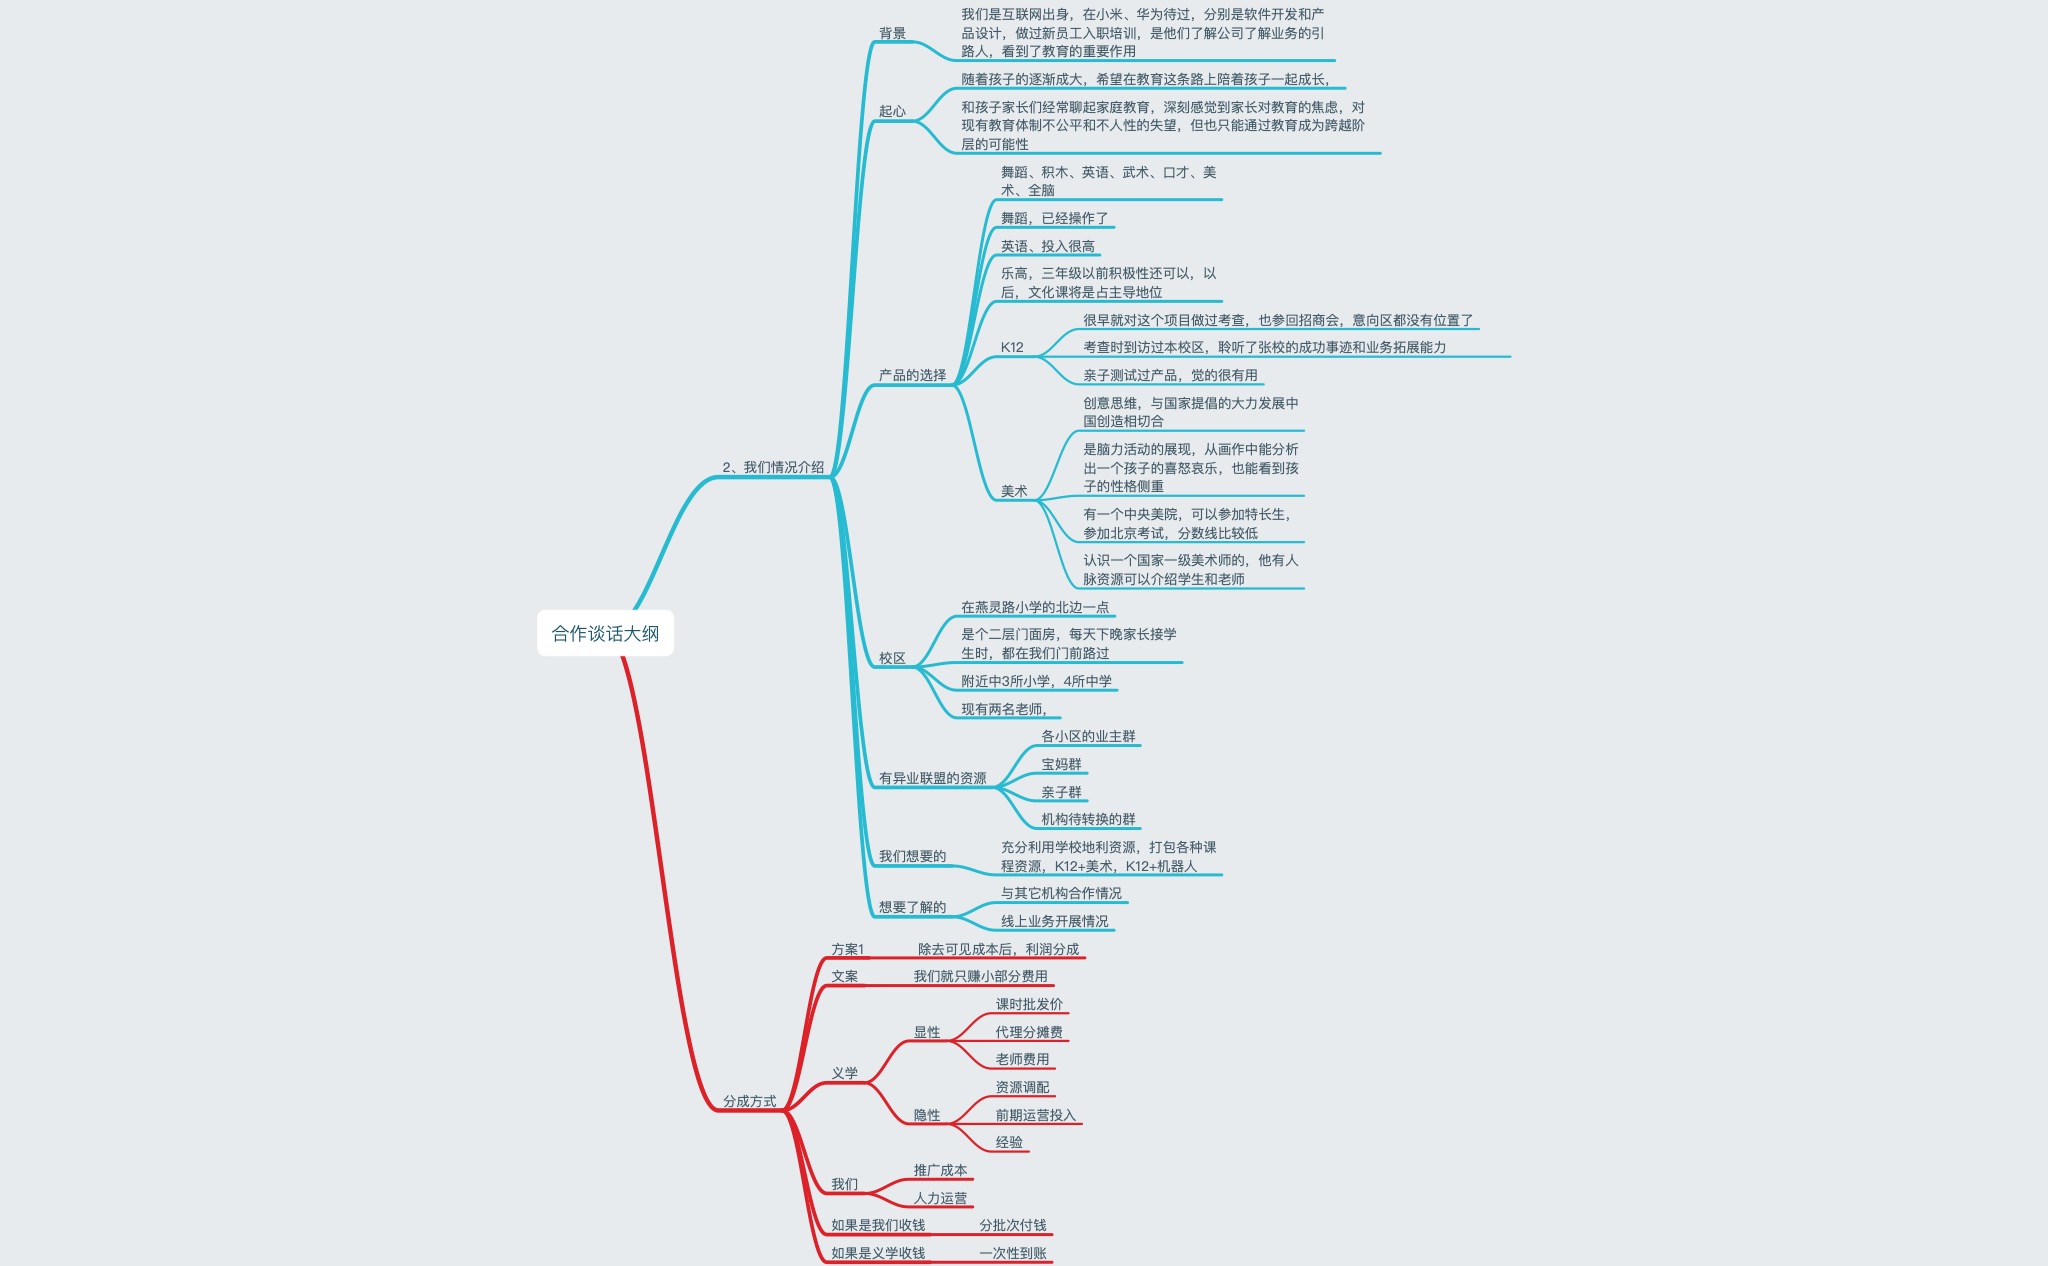 背景
我们是互联网出身，在小米、华为待过，分别是软件开发和产
品设计，做过新员工入职培训，是他们了解公司了解业务的引
路人，看到了教育的重要作用
起心
随着孩子的逐渐成大，希望在教育这条路上陪着孩子一起成长，
和孩子家长们经常聊起家庭教育，深刻感觉到家长对教育的焦虑，对
现有教育体制不公平和不人性的失望，但也只能通过教育成为跨越阶
层的可能性
舞蹈、积木、英语、武术、口才、美
术、全脑
舞蹈，已经操作了
英语、投入很高
乐高，三年级以前积极性还可以，以
后，文化课将是占主导地位
很早就对这个项目做过考查，也参回招商会，意向区都没有位置了
K12
考查时到访过本校区，聆听了张校的成功事迹和业务拓展能力
产品的选择
亲子测试过产品，觉的很有用
创意思维，与国家提倡的大力发展中
国创造相切合
是脑力活动的展现，从画作中能分析
出一个孩子的喜怒哀乐，也能看到孩
子的性格侧重
2、我们情况介绍
美术
有一个中央美院，可以参加特长生，
参加北京考试，分数线比较低
认识一个国家一级美术师的，他有人
脉资源可以介绍学生和老师
在燕灵路小学的北边一点
合作谈话大纲
是个二层门面房，每天下晚家长接学
生时，都在我们门前路过
校区
附近中3所小学，4所中学
现有两名老师，
各小区的业主群
宝妈群
有异业联盟的资源
亲子群
机构待转换的群
我们想要的
充分利用学校地利资源，打包各种课
程资源，K12+美术，K12+机器人
想要了解的
与其它机构合作情况
线上业务开展情况
方案1
除去可见成本后，利润分成
文案
我们就只赚小部分费用
课时批发价
显性
代理分摊费
老师费用
义学
资源调配
分成方式
隐性
前期运营投入
经验
推广成本
我们
人力运营
如果是我们收钱
分批次付钱
如果是义学收钱
一次性到账